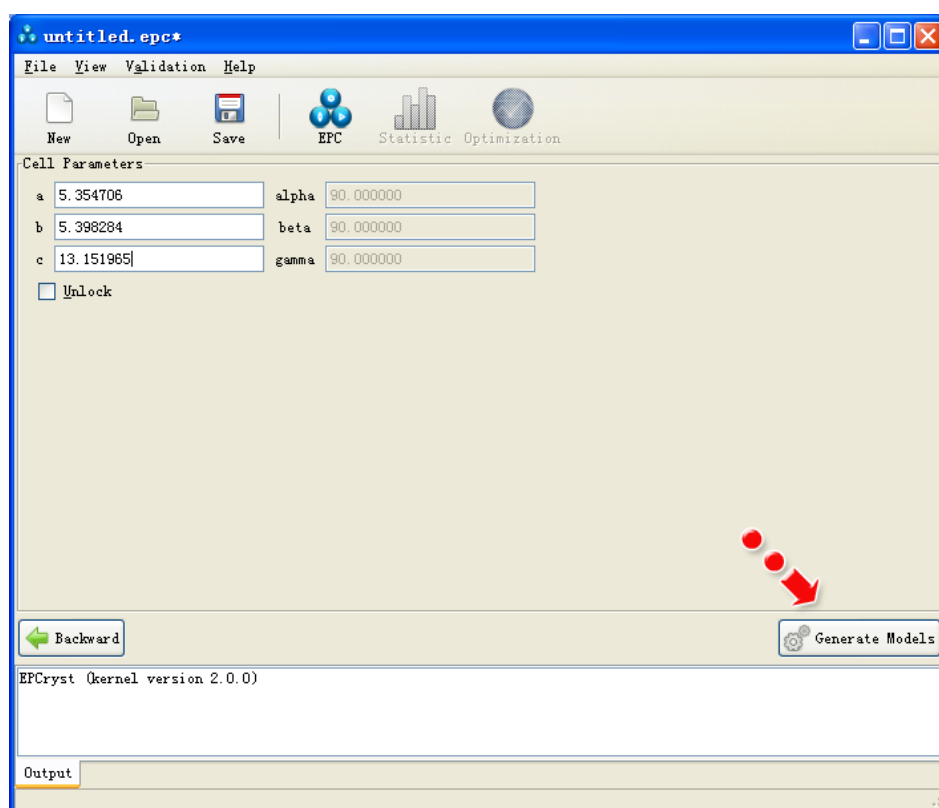 untitled.epc*
File View Validation Help
New Open Save EPC Statistic Optimization
Cell Parameters
a 5.354706 alpha 90.000000
b 5.398284 beta 90.000000
c 13.151965 gamma 90.000000
Unlock
Backward Generate Models
EPCryst (kernel version 2.0.0)
Output